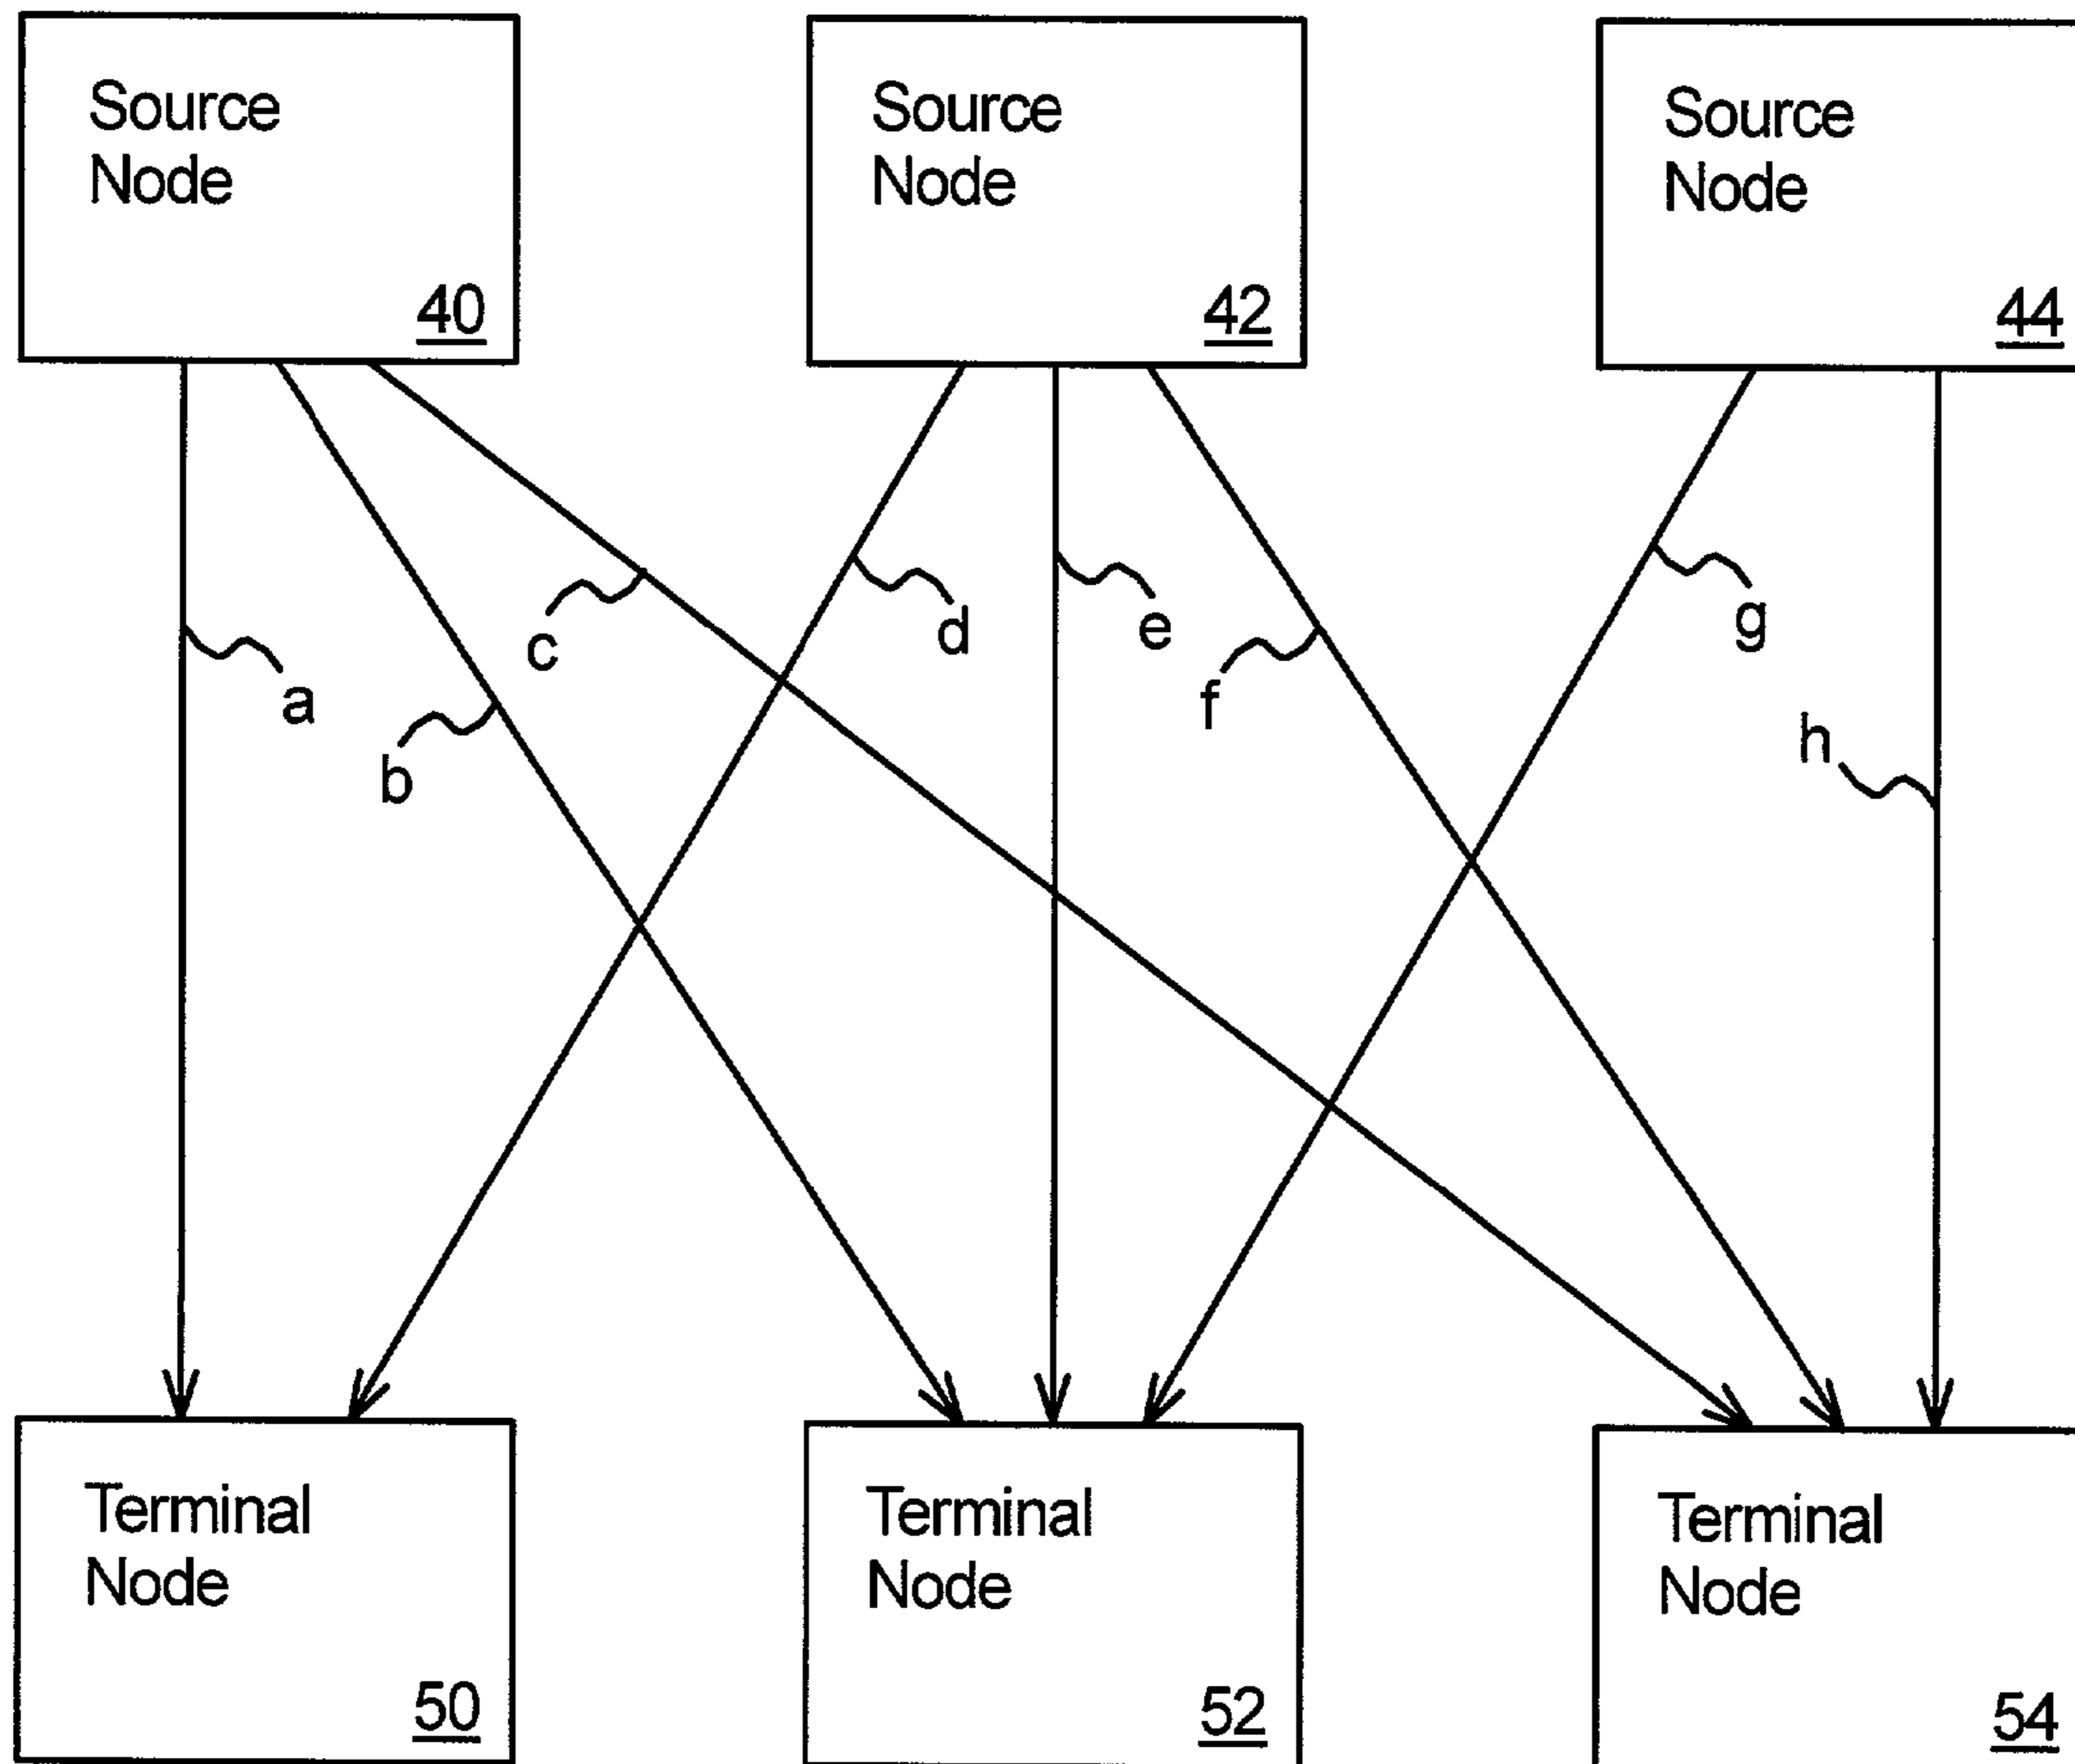 Source
Node
40
Source
Node
42
Source
Node
44
a
b
c
d
e
f
g
h
Terminal
Node
50
Terminal
Node
52
Terminal
Node
54